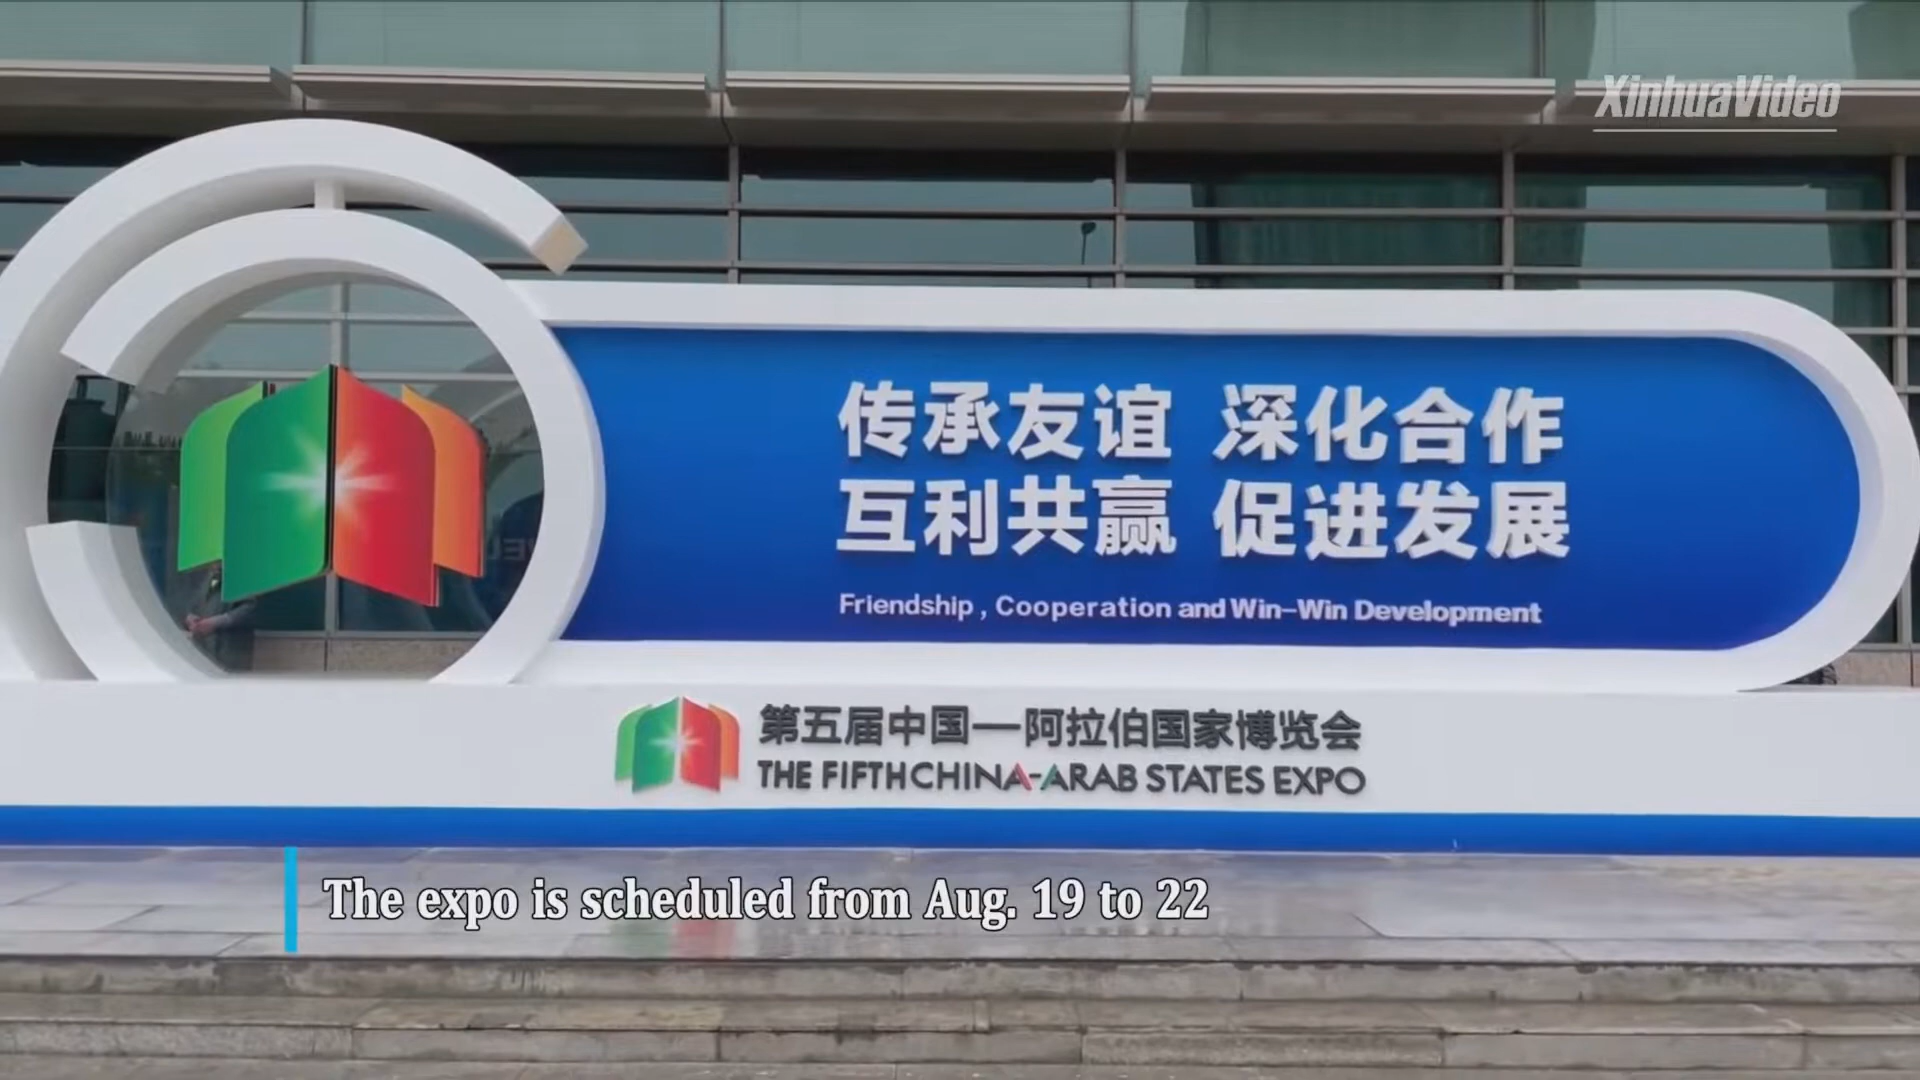 XinhuaVideo
传承友谊 深化合作
互利共赢 促进发展
Friendship, Cooperation and Win-Win Development
第五届中国—阿拉伯国家博览会
THE FIFTH CHINA-ARAB STATES EXPO
The expo is scheduled from Aug. 19 to 22